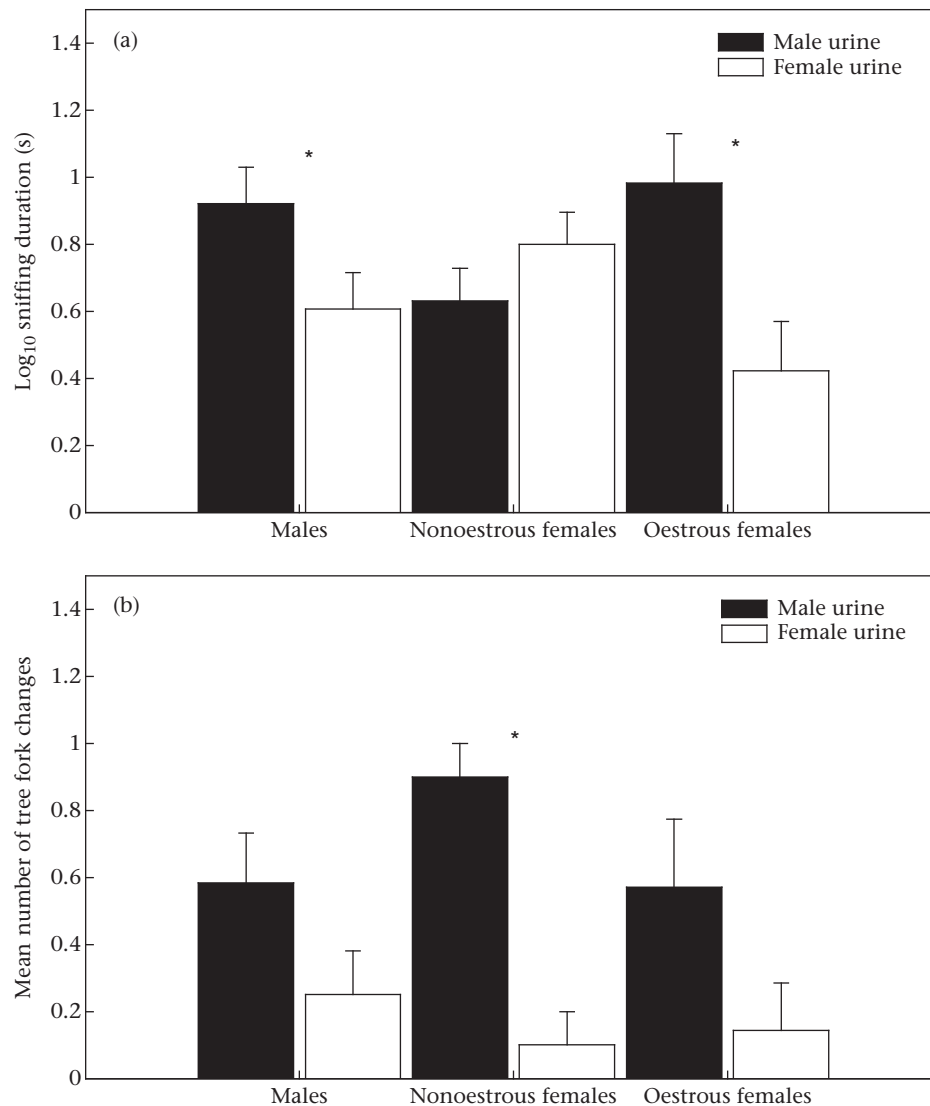 (a)
Male urine
Female urine
Log₁₀ sniffing duration (s)
1.4
1.2
1
0.8
0.6
0.4
0.2
0
*
*
Males
Nonoestrous females
Oestrous females
(b)
Male urine
Female urine
Mean number of tree fork changes
1.4
1.2
1
0.8
0.6
0.4
0.2
0
*
Males
Nonoestrous females
Oestrous females